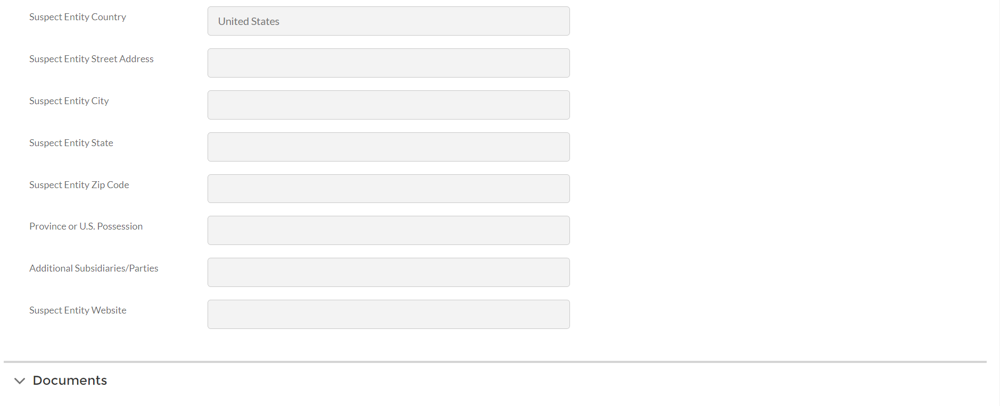 Suspect Entity Country
United States
Suspect Entity Street Address
Suspect Entity City
Suspect Entity State
Suspect Entity Zip Code
Province or U.S. Possession
Additional Subsidiaries/Parties
Suspect Entity Website
Documents